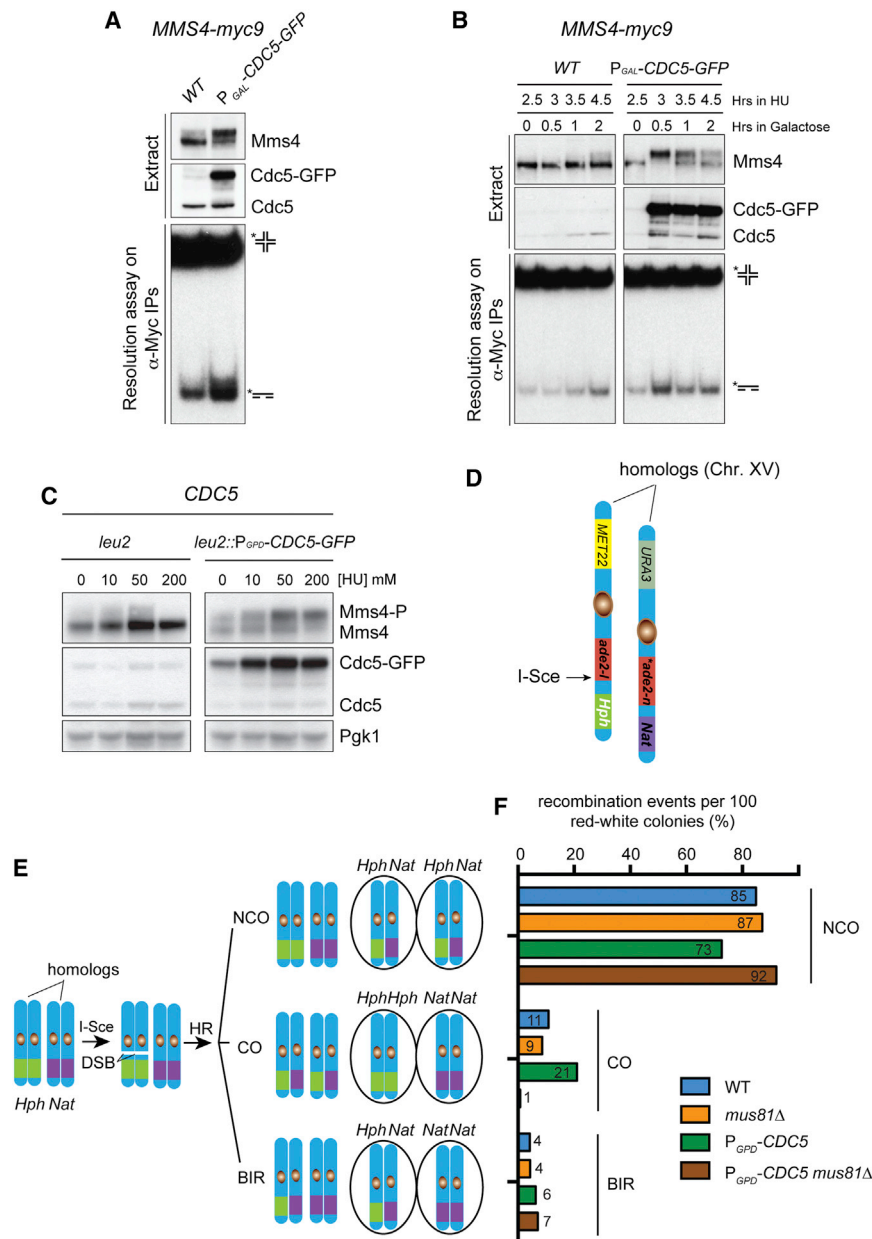 A
MMS4-myc9
WT
PGAL-CDC5-GFP
Extract
Mms4
Cdc5-GFP
Cdc5
Resolution assay on
α-Myc IPs
*
*
B
MMS4-myc9
WT
PGAL-CDC5-GFP
2.5 3 3.5 4.5 2.5 3 3.5 4.5 Hrs in HU
0 0.5 1 2 0 0.5 1 2 Hrs in Galactose
Extract
Mms4
Cdc5-GFP
Cdc5
Resolution assay on
α-Myc IPs
*
*
C
CDC5
leu2
leu2::PGPD-CDC5-GFP
0 10 50 200 0 10 50 200 [HU] mM
Mms4-P
Mms4
Cdc5-GFP
Cdc5
Pgk1
D
homologs (Chr. XV)
MET22
URA3
I-Sce
ade2-I
*ade2-n
Hph
Nat
E
homologs
I-Sce
DSB
HR
Hph Nat
NCO
Hph Nat Hph Nat
CO
HphHph NatNat
BIR
Hph Nat NatNat
F
recombination events per 100
red-white colonies (%)
0 20 40 60 80
85
87
73
92
NCO
11
9
21
1
CO
4
4
6
7
BIR
WT
mus81Δ
PGPD-CDC5
PGPD-CDC5 mus81Δ